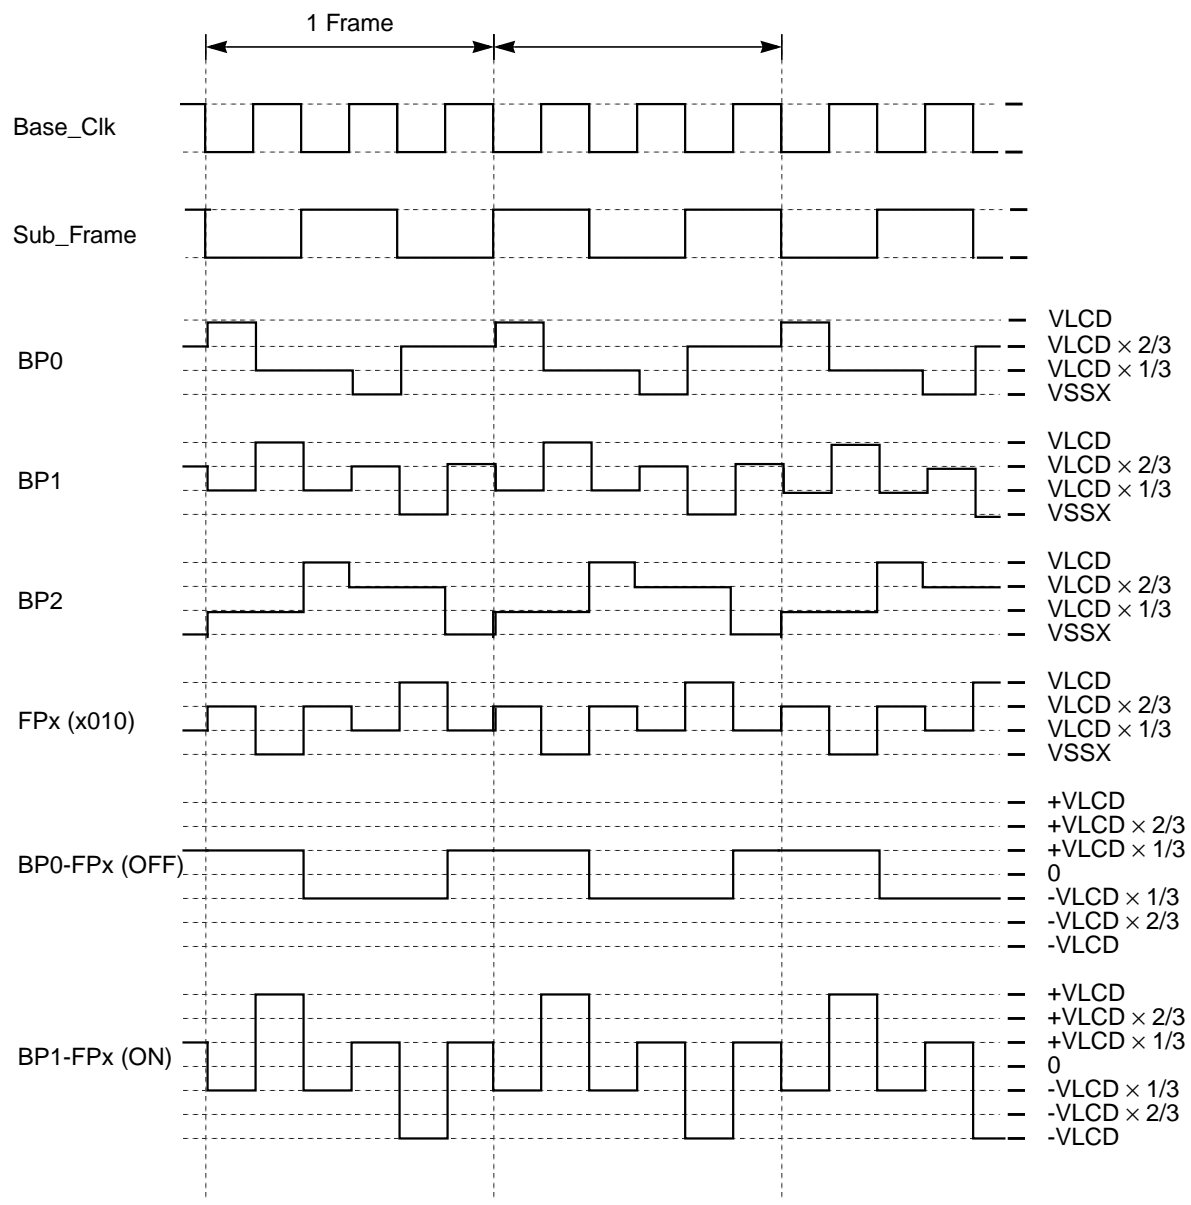 1 Frame
Base_Clk
Sub_Frame
BP0
VLCD
VLCD × 2/3
VLCD × 1/3
VSSX
BP1
VLCD
VLCD × 2/3
VLCD × 1/3
VSSX
BP2
VLCD
VLCD × 2/3
VLCD × 1/3
VSSX
FPx (x010)
VLCD
VLCD × 2/3
VLCD × 1/3
VSSX
BP0-FPx (OFF)
+VLCD
+VLCD × 2/3
+VLCD × 1/3
0
-VLCD × 1/3
-VLCD × 2/3
-VLCD
BP1-FPx (ON)
+VLCD
+VLCD × 2/3
+VLCD × 1/3
0
-VLCD × 1/3
-VLCD × 2/3
-VLCD